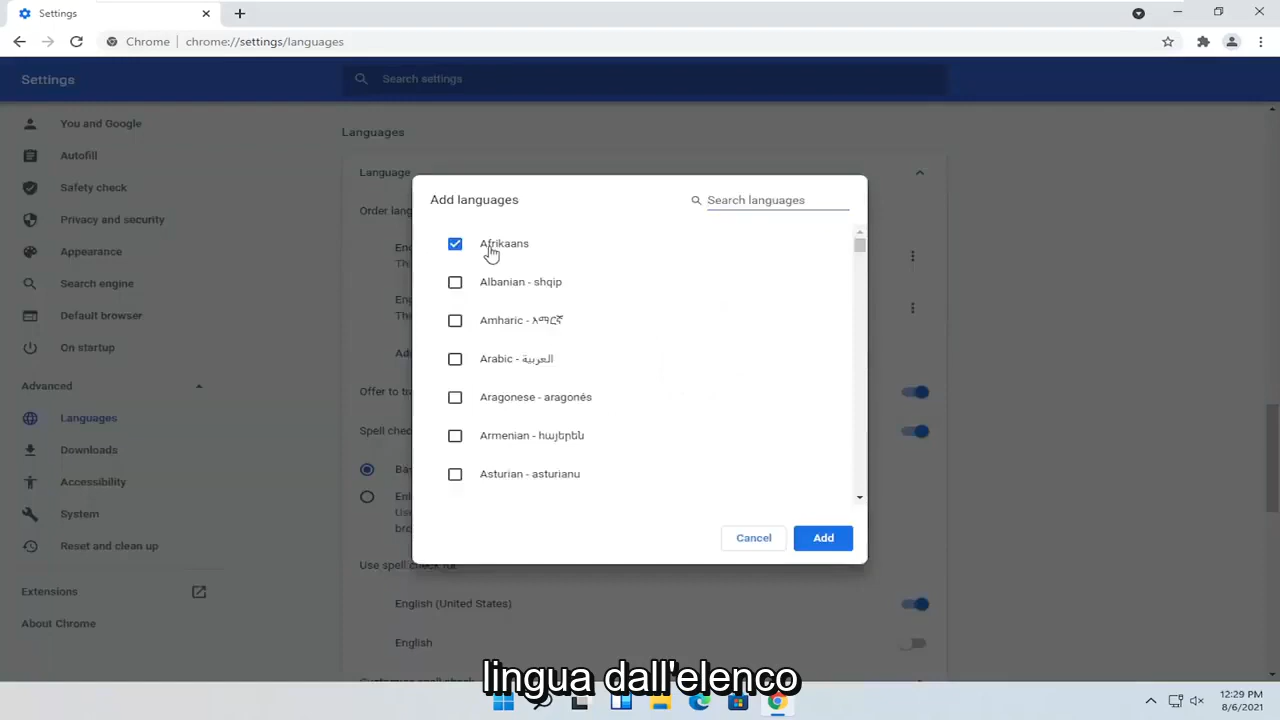 Settings
Chrome
chrome://settings/languages
Settings
Search settings
You and Google
Autofill
Safety check
Privacy and security
Appearance
Search engine
Default browser
On startup
Advanced
Languages
Downloads
Accessibility
System
Reset and clean up
Extensions
About Chrome
Languages
Language
Order
Offer to
Add languages
Search languages
Afrikaans
Albanian - shqip
Amharic - አማርኛ
Arabic - العربية
Aragonese - aragonés
Armenian - հայերեն
Asturian - asturianu
Cancel
Add
English (United States)
English
lingua dall'elenco
12:29 PM
8/6/2021